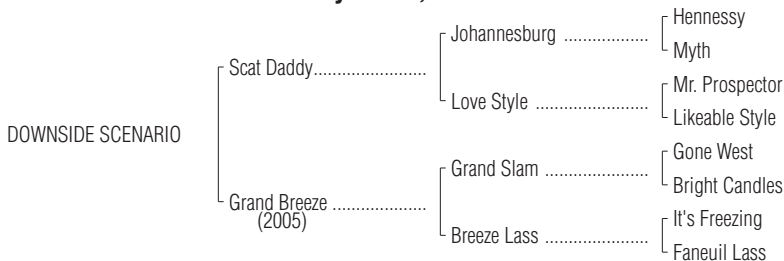 Hennessy
Johannesburg ....................
Myth
Scat Daddy..........................
Mr. Prospector
Love Style ..........................
Likeable Style
DOWNSIDE SCENARIO
Gone West
Grand Slam ........................
Bright Candles
Grand Breeze ......................
(2005)
It's Freezing
Breeze Lass ........................
Faneuil Lass